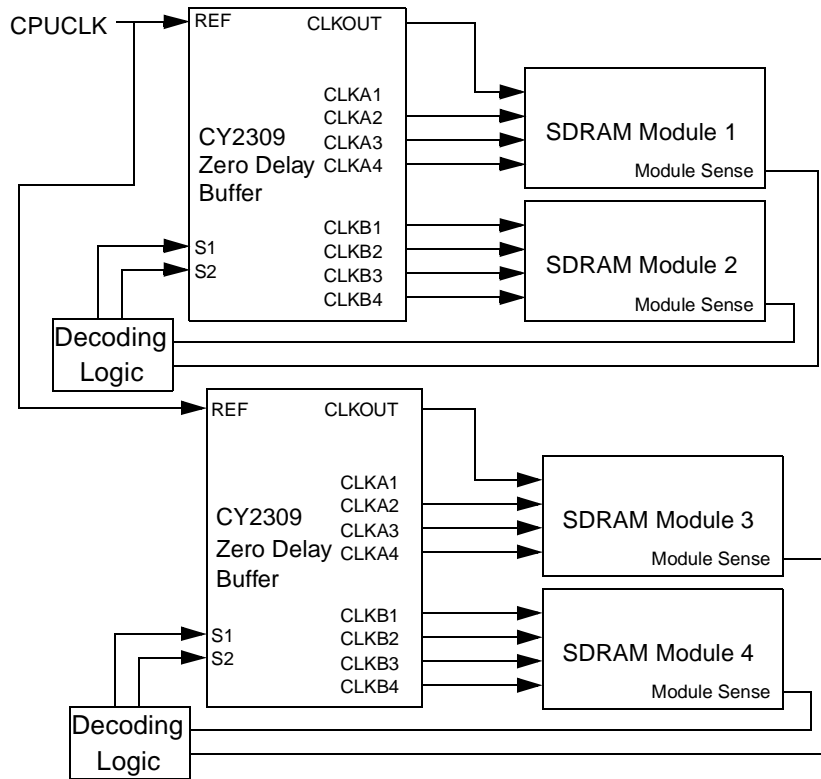 CPUCLK
REF
CLKOUT
CLKA1
CLKA2
CLKA3
CLKA4
CY2309
Zero Delay
Buffer
CLKB1
CLKB2
CLKB3
CLKB4
S1
S2
SDRAM Module 1
Module Sense
SDRAM Module 2
Module Sense
Decoding
Logic
REF
CLKOUT
CLKA1
CLKA2
CLKA3
CLKA4
CY2309
Zero Delay
Buffer
CLKB1
CLKB2
CLKB3
CLKB4
S1
S2
SDRAM Module 3
Module Sense
SDRAM Module 4
Module Sense
Decoding
Logic